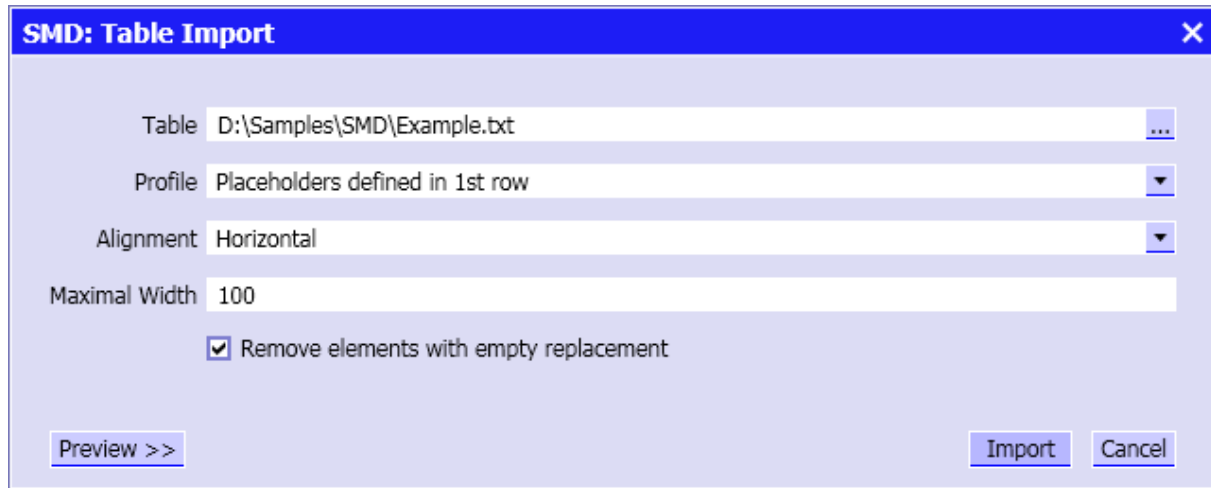 SMD: Table Import
Table D:\Samples\SMD\Example.txt ...
Profile Placeholders defined in 1st row
Alignment Horizontal
Maximal Width 100
Remove elements with empty replacement
Preview >> Import Cancel